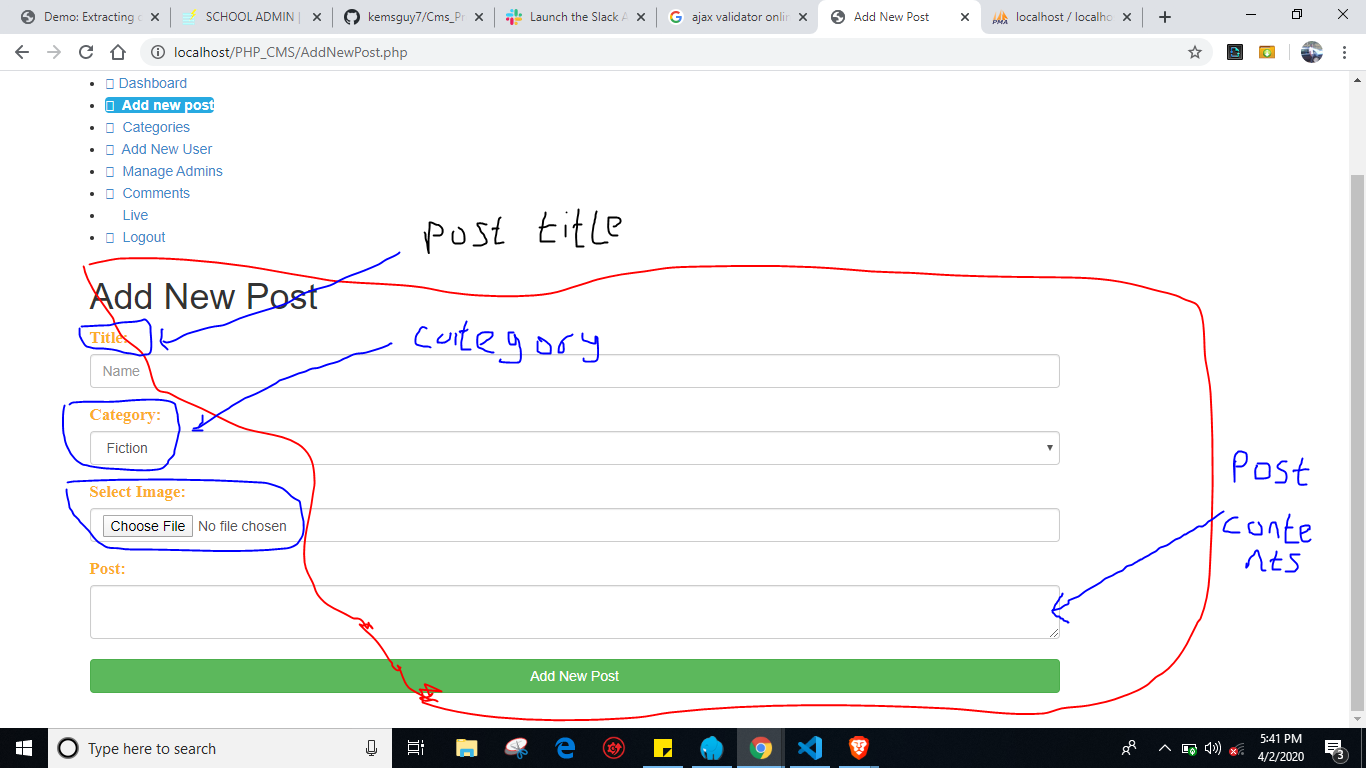 Demo: Extracting
SCHOOL ADMIN |
kemsguy7/Cms_Pr
Launch the Slack A
ajax validator onlin
Add New Post
localhost / localho
localhost/PHP_CMS/AddNewPost.php
Dashboard
Add new post
Categories
Add New User
Manage Admins
Comments
Live
Logout
Post title
Add New Post
Title:
Category
Name
Category:
Fiction
Post
Select Image:
Choose File No file chosen
Conte
nts
Post:
Add New Post
Type here to search
5:41 PM
4/2/2020
3